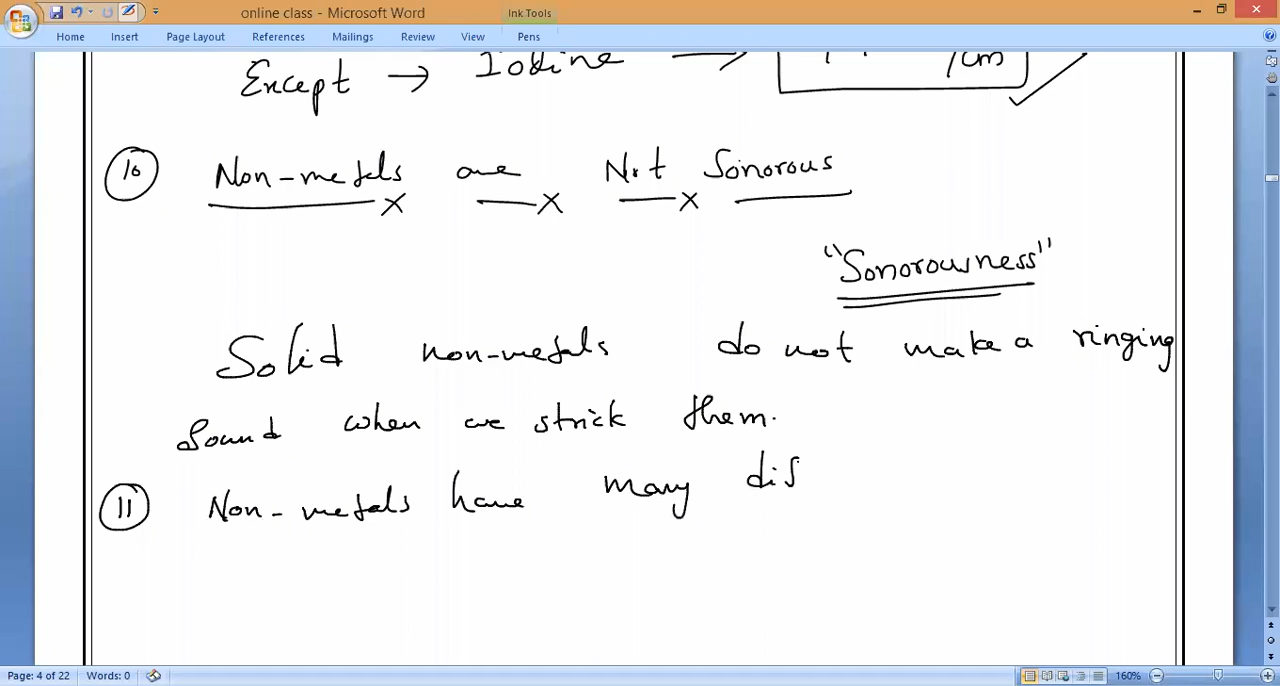 online class - Microsoft Word
Ink Tools
Home Insert Page Layout References Mailings Review View Pens
Except → Iodine → /cm
10 Non-metals are Not Sonorous
"Sonorousness"
Solid non-metals do not make a ringing
Sound when we strick them.
11 Non-metals have many dif
Page: 4 of 22 Words: 0 160%